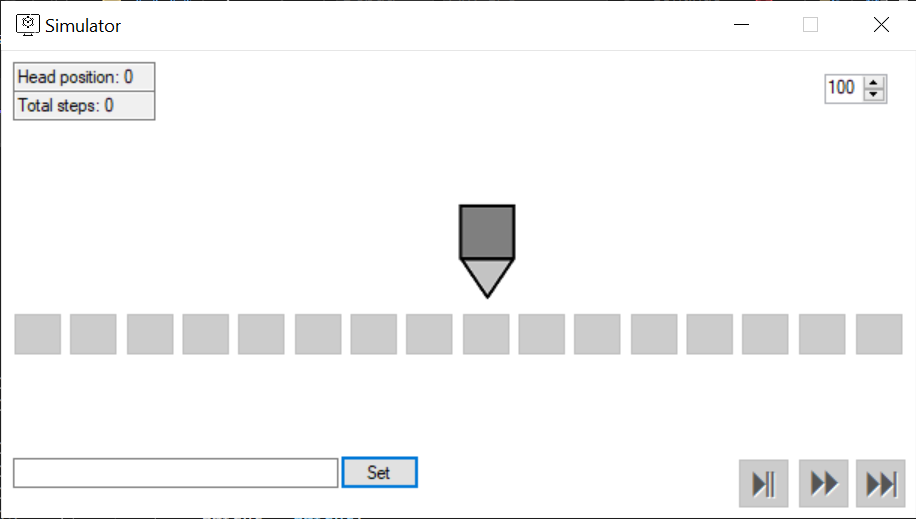 Simulator
Head position: 0
Total steps: 0
100
Set